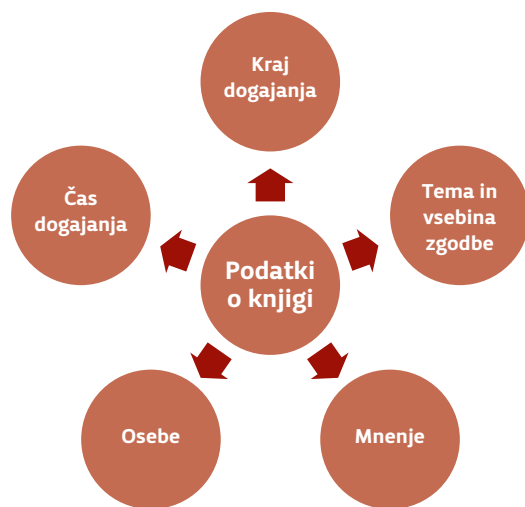 Kraj
dogajanja
Čas
dogajanja
Tema in
vsebina
zgodbe
Podatki
o knjigi
Osebe
Mnenje